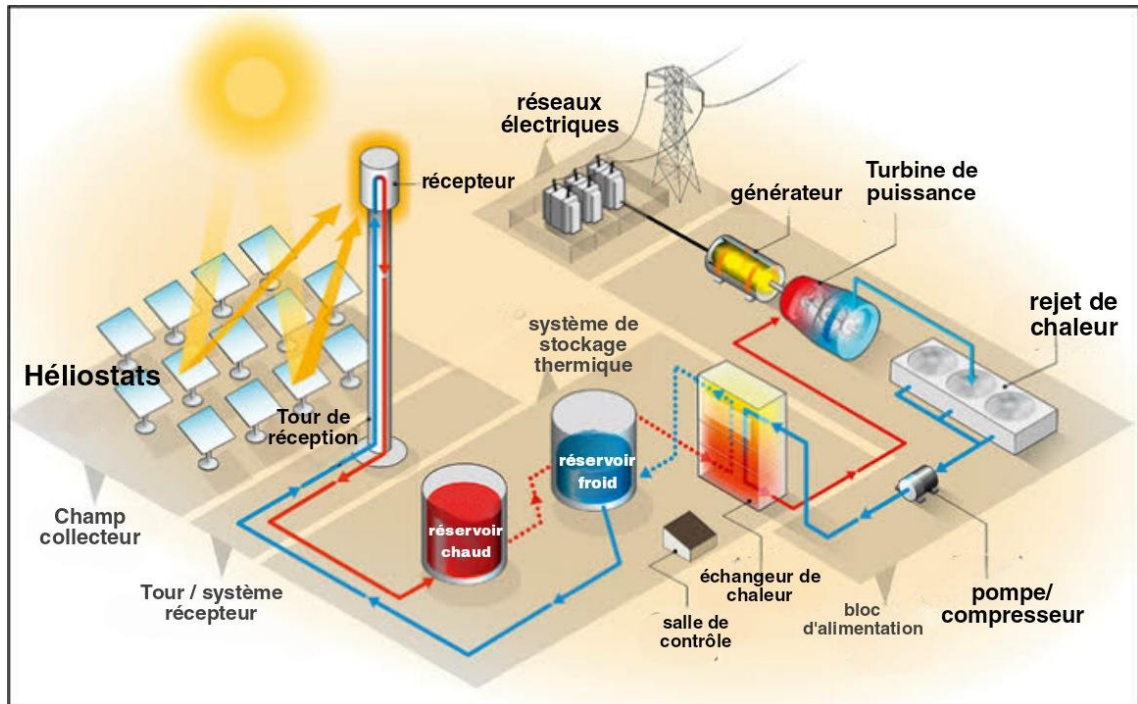 réseaux
électriques
Turbine de
puissance
générateur
récepteur
rejet de
chaleur
système de
stockage
thermique
Héliostats
Tour de
réception
réservoir
froid
réservoir
chaud
Champ
collecteur
Tour / système
récepteur
échangeur de
chaleur
salle de
contrôle
bloc
d'alimentation
pompe/
compresseur